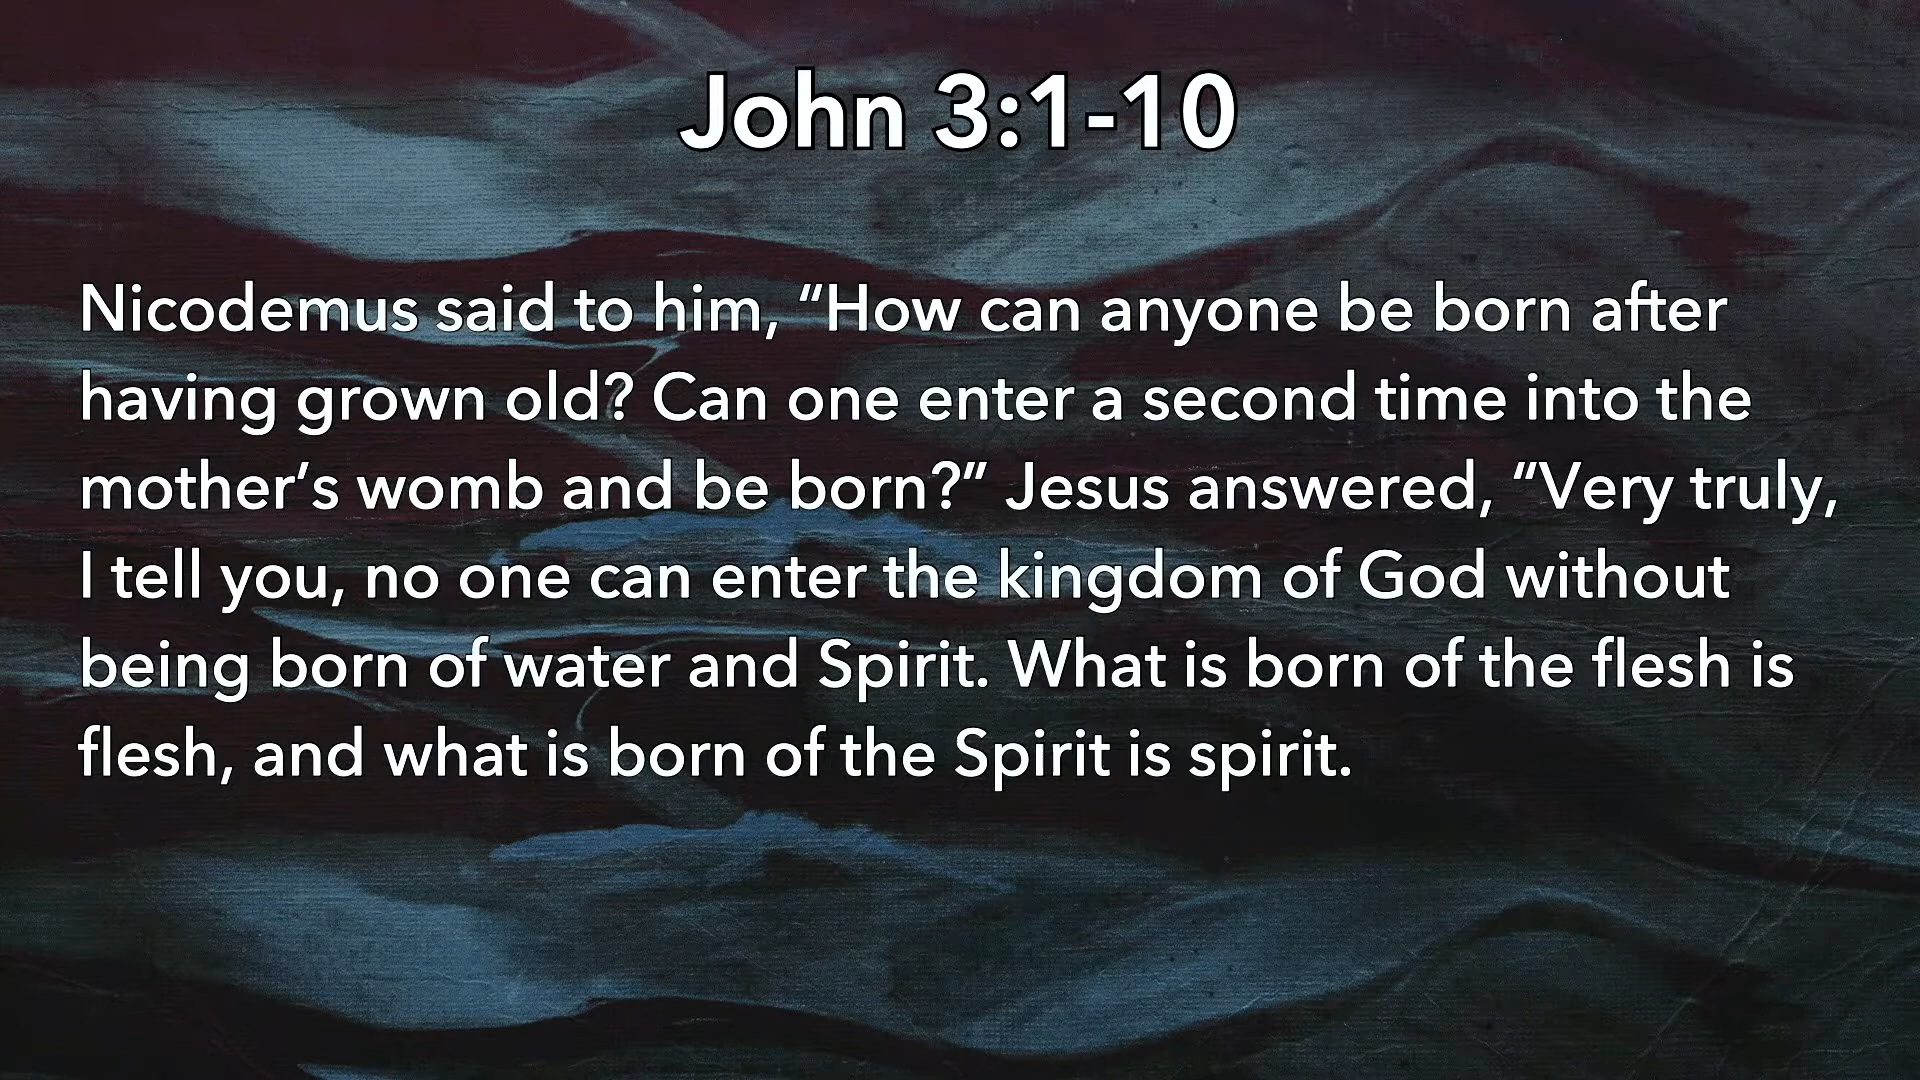 John 3:1-10
Nicodemus said to him, “How can anyone be born after
having grown old? Can one enter a second time into the
mother’s womb and be born?” Jesus answered, “Very truly,
I tell you, no one can enter the kingdom of God without
being born of water and Spirit. What is born of the flesh is
flesh, and what is born of the Spirit is spirit.